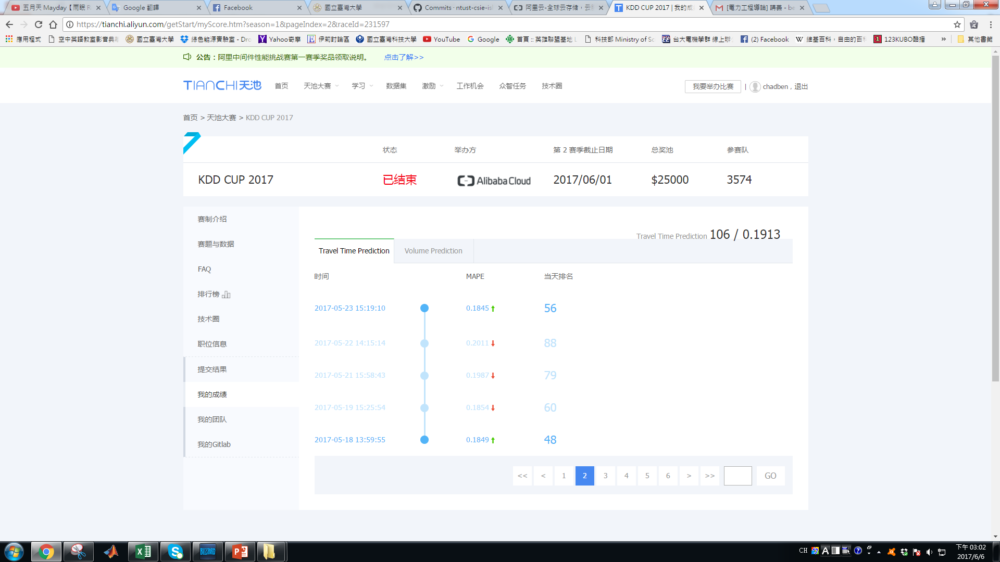 五月天 Mayday【雨眠 R
Google 翻譯
Facebook
國立臺灣大學
Commits · ntust-csie-isl
阿里云-全球云存储，云服
KDD CUP 2017 | 我的成绩
[電力工程導論] 講義 - be
https://tianchi.aliyun.com/getStart/myScore.htm?season=1&pageIndex=2&raceId=231597
應用程式
空中英語教室影音典
國立臺灣大學
綠色能源實驗室 - Dro
Yahoo奇摩
伊莉討論區
國立臺灣科技大學
YouTube
Google
首頁 :: 英雄聯盟基地 L
科技部 Ministry of Sc
台大電機學群 線上辦
(2) Facebook
維基百科，自由的百科
123KUBO酷播
»
其他書籤
公告：阿里中间件性能挑战赛第一赛季奖品领取说明。 点击了解>>
TIANCHI天池
首页
天池大赛
学习
数据集
激励
工作机会
众智任务
技术圈
我要举办比赛
| chadben，退出
首页 > 天池大赛 > KDD CUP 2017
7
状态
举办方
第 2 赛季截止日期
总奖池
参赛队
KDD CUP 2017
已结束
Alibaba Cloud
2017/06/01
$25000
3574
赛制介绍
赛题与数据
FAQ
排行榜
技术圈
职位信息
提交结果
我的成绩
我的团队
我的Gitlab
Travel Time Prediction 106 / 0.1913
Travel Time Prediction
Volume Prediction
时间 MAPE 当天排名
2017-05-23 15:19:10 0.1845 56
2017-05-22 14:15:14 0.2011 88
2017-05-21 15:58:43 0.1987 79
2017-05-19 15:25:54 0.1854 60
2017-05-18 13:59:55 0.1849 48
<< < 1 2 3 4 5 6 > >> GO
BLIZZARD
CH
下午 03:02
2017/6/6